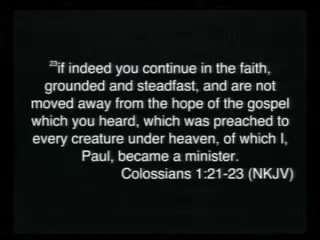 23if indeed you continue in the faith,
grounded and steadfast, and are not
moved away from the hope of the gospel
which you heard, which was preached to
every creature under heaven, of which I,
Paul, became a minister.
Colossians 1:21-23 (NKJV)